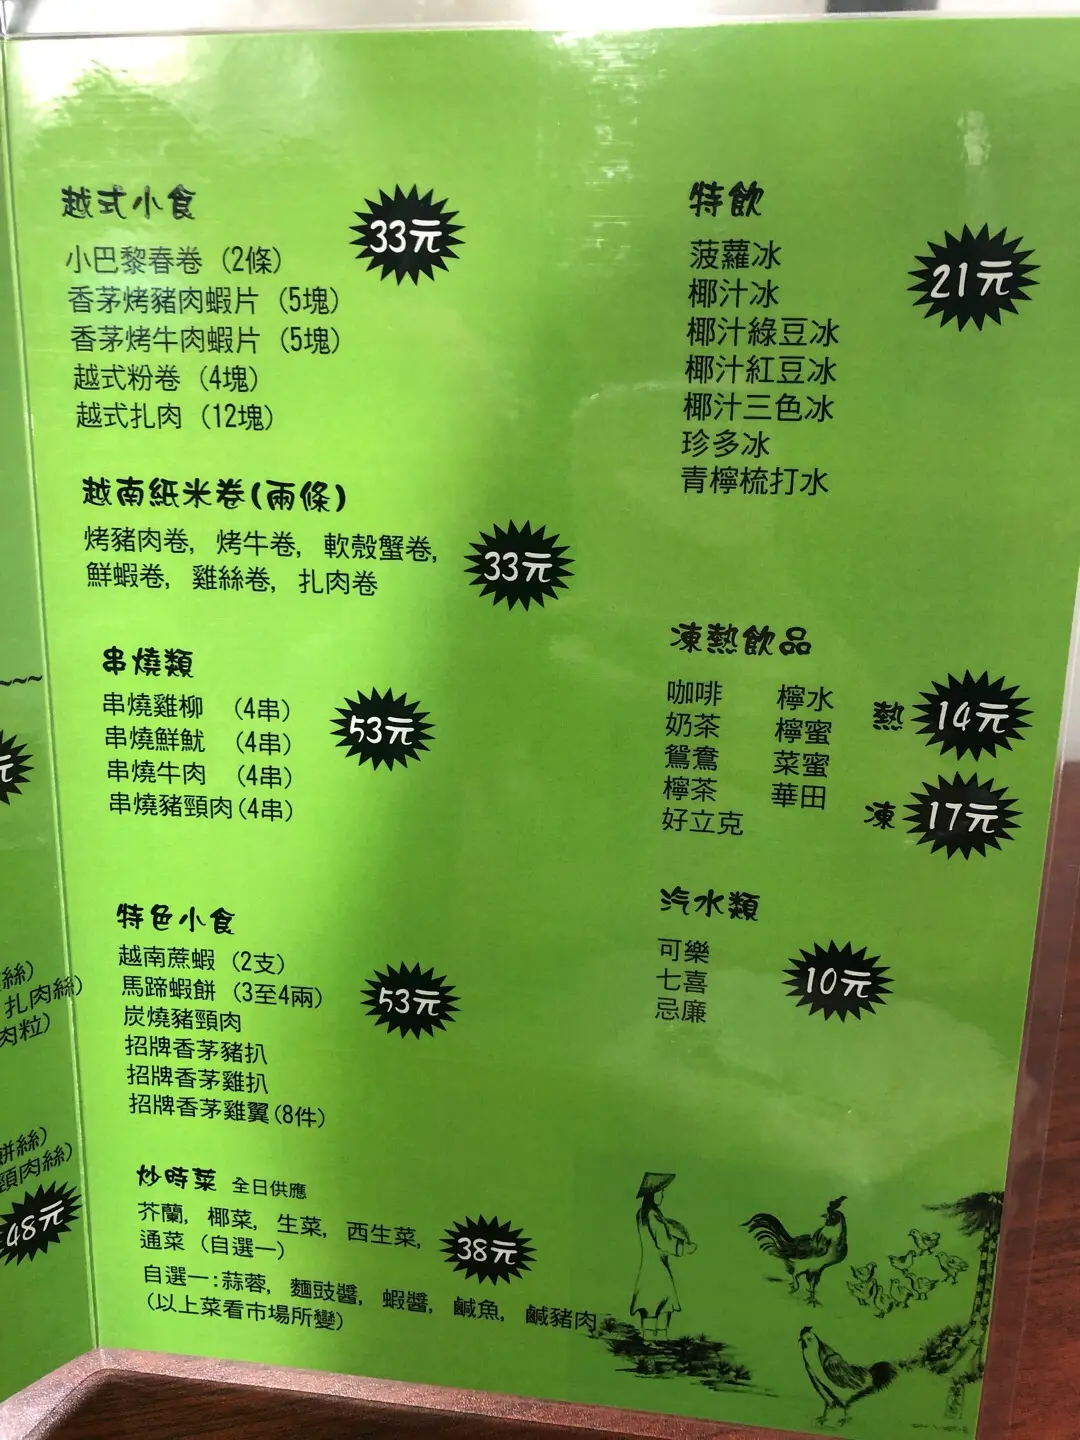 越式小食
33元
小巴黎春卷 (2條)
香茅烤豬肉蝦片 (5塊)
香茅烤牛肉蝦片 (5塊)
越式粉卷 (4塊)
越式扎肉 (12塊)
越南紙米卷(兩條)
烤豬肉卷, 烤牛卷, 軟殼蟹卷,
鮮蝦卷, 雞絲卷, 扎肉卷
33元
串燒類
串燒雞柳 (4串)
串燒鮮魷 (4串)
串燒牛肉 (4串)
串燒豬頸肉(4串)
53元
特色小食
越南蔗蝦 (2支)
馬蹄蝦餅 (3至4兩)
炭燒豬頸肉
招牌香茅豬扒
招牌香茅雞扒
招牌香茅雞翼(8件)
53元
炒時菜 全日供應
芥蘭, 椰菜, 生菜, 西生菜,
通菜 (自選一)
38元
自選一:蒜蓉, 麵豉醬, 蝦醬, 鹹魚, 鹹豬肉
(以上菜看市場所變)
特飲
21元
菠蘿冰
椰汁冰
椰汁綠豆冰
椰汁紅豆冰
椰汁三色冰
珍多冰
青檸梳打水
凍熱飲品
咖啡 檸水
奶茶 檸蜜
鴛鴦 菜蜜
檸茶 華田
好立克
熱 14元
凍 17元
汽水類
可樂
七喜
忌廉
10元
元
絲)
扎肉絲)
肉粒)
餅絲)
頸肉絲)
48元